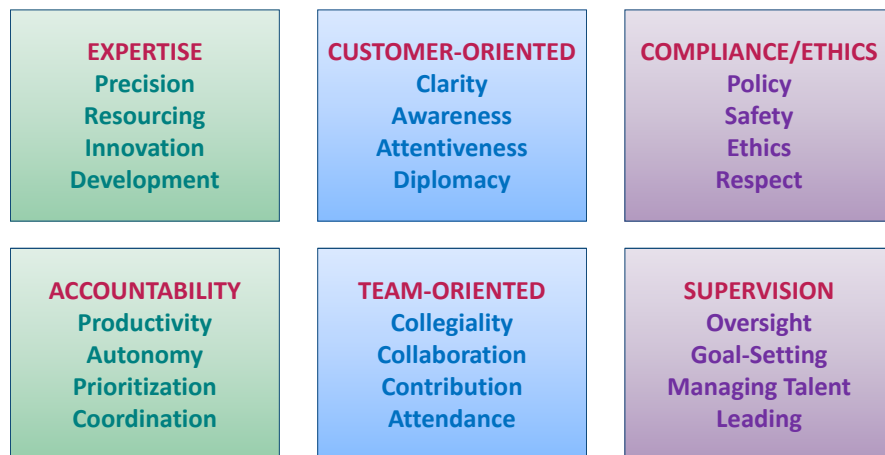 EXPERTISE
Precision
Resourcing
Innovation
Development
CUSTOMER-ORIENTED
Clarity
Awareness
Attentiveness
Diplomacy
COMPLIANCE/ETHICS
Policy
Safety
Ethics
Respect
ACCOUNTABILITY
Productivity
Autonomy
Prioritization
Coordination
TEAM-ORIENTED
Collegiality
Collaboration
Contribution
Attendance
SUPERVISION
Oversight
Goal-Setting
Managing Talent
Leading